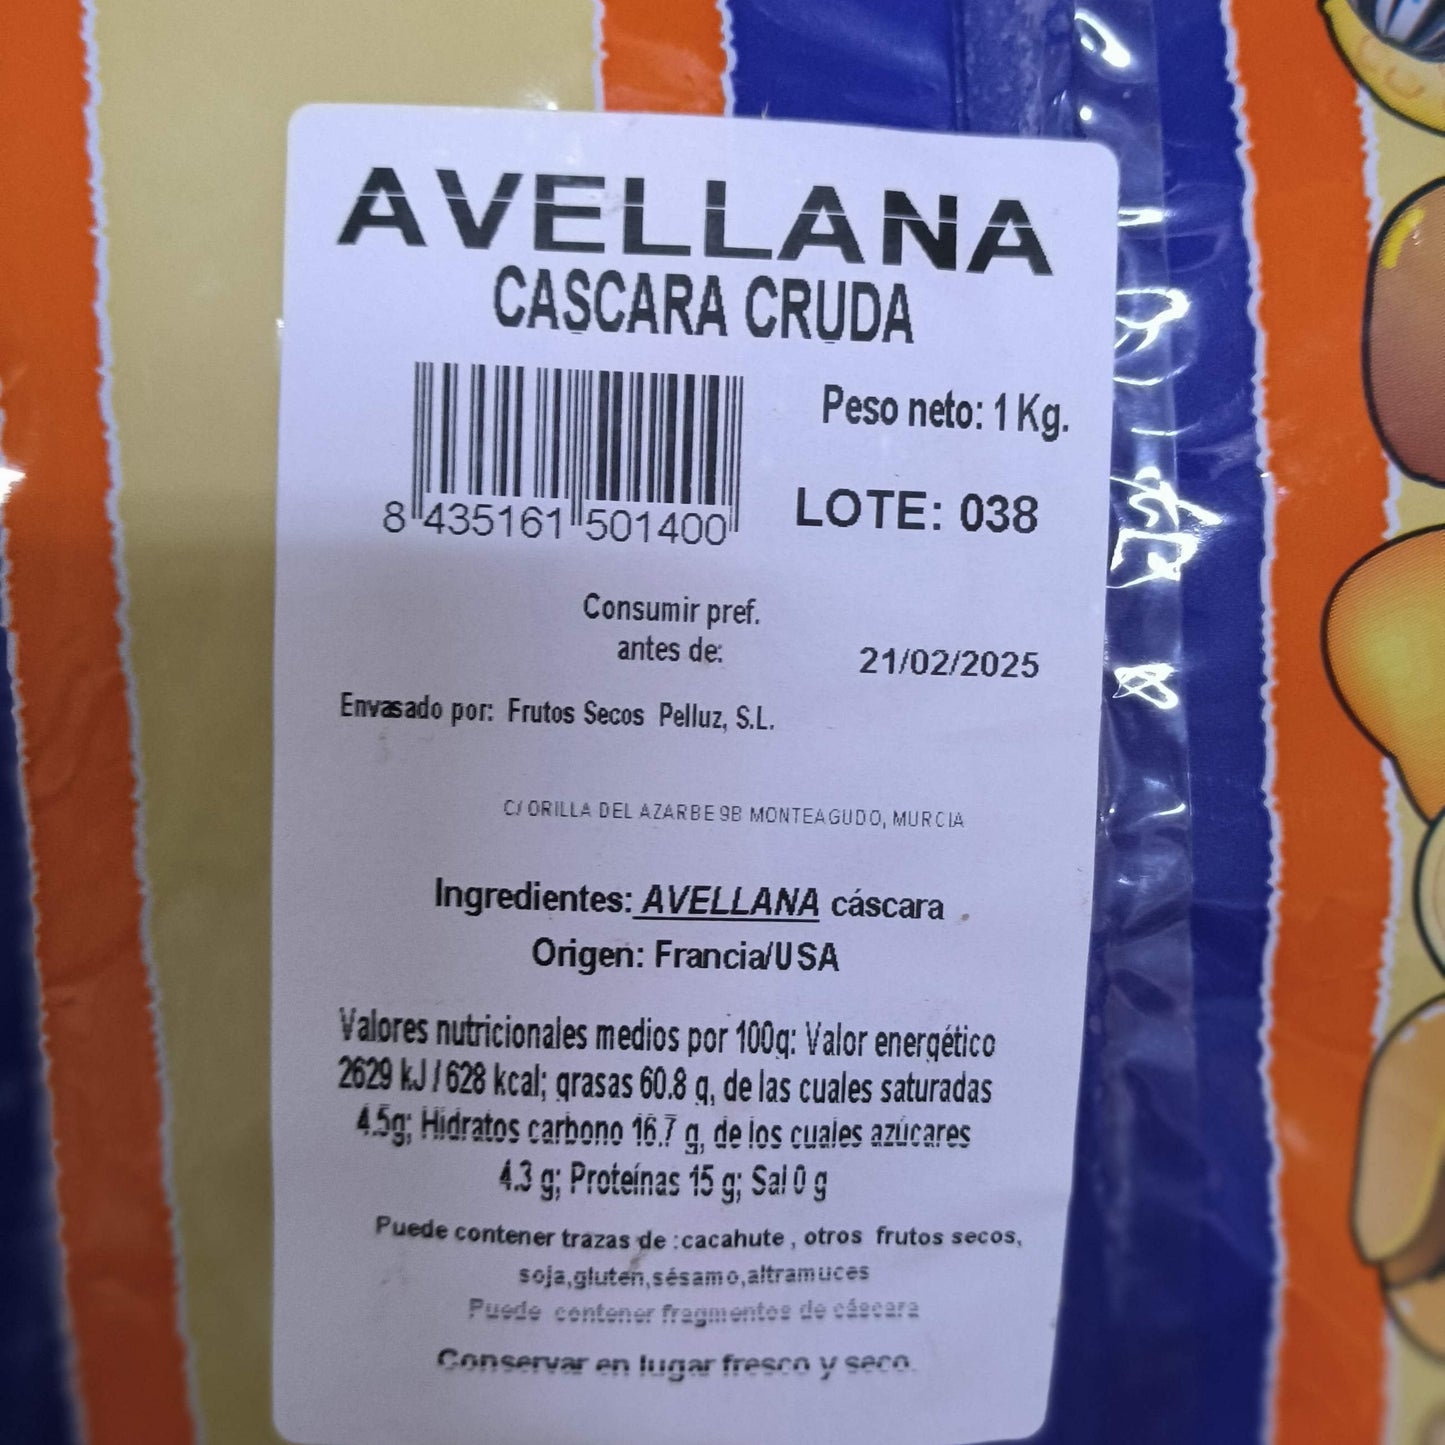 AVELLANA
CASCARA CRUDA
Peso neto: 1 Kg.
8 435161 501400
LOTE: 038
Consumir pref.
antes de:
21/02/2025
Envasado por: Frutos Secos Pelluz, S.L.
C/ ORILLA DEL AZARBE 9B MONTEAGUDO, MURCIA
Ingredientes: AVELLANA cáscara
Origen: Francia/USA
Valores nutricionales medios por 100g: Valor energético
2629 kJ / 628 kcal; grasas 60.8 g, de las cuales saturadas
4.5g; Hidratos carbono 16.7 g, de los cuales azúcares
4.3 g; Proteínas 15 g; Sal 0 g
Puede contener trazas de :cacahute , otros frutos secos,
soja,gluten,sésamo,altramuces
Puede contener fragmentos de cáscara
Conservar en lugar fresco y seco.